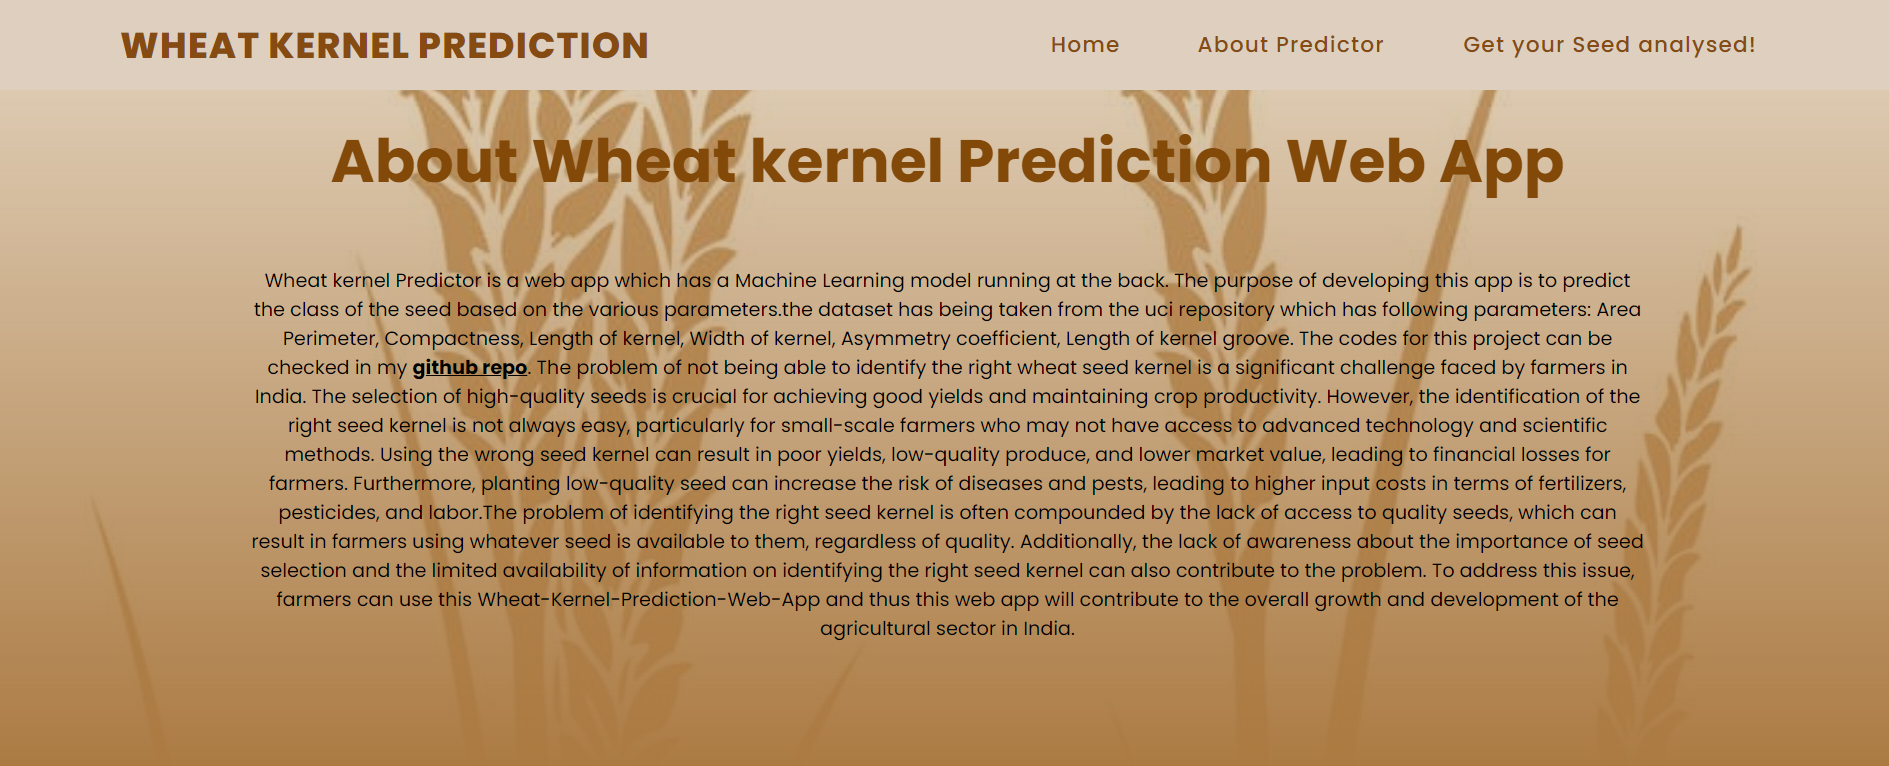 WHEAT KERNEL PREDICTION
Home
About Predictor
Get your Seed analysed!
About Wheat kernel Prediction Web App
Wheat kernel Predictor is a web app which has a Machine Learning model running at the back. The purpose of developing this app is to predict
the class of the seed based on the various parameters.the dataset has being taken from the uci repository which has following parameters: Area
Perimeter, Compactness, Length of kernel, Width of kernel, Asymmetry coefficient, Length of kernel groove. The codes for this project can be
checked in my github repo. The problem of not being able to identify the right wheat seed kernel is a significant challenge faced by farmers in
India. The selection of high-quality seeds is crucial for achieving good yields and maintaining crop productivity. However, the identification of the
right seed kernel is not always easy, particularly for small-scale farmers who may not have access to advanced technology and scientific
methods. Using the wrong seed kernel can result in poor yields, low-quality produce, and lower market value, leading to financial losses for
farmers. Furthermore, planting low-quality seed can increase the risk of diseases and pests, leading to higher input costs in terms of fertilizers,
pesticides, and labor.The problem of identifying the right seed kernel is often compounded by the lack of access to quality seeds, which can
result in farmers using whatever seed is available to them, regardless of quality. Additionally, the lack of awareness about the importance of seed
selection and the limited availability of information on identifying the right seed kernel can also contribute to the problem. To address this issue,
farmers can use this Wheat-Kernel-Prediction-Web-App and thus this web app will contribute to the overall growth and development of the
agricultural sector in India.